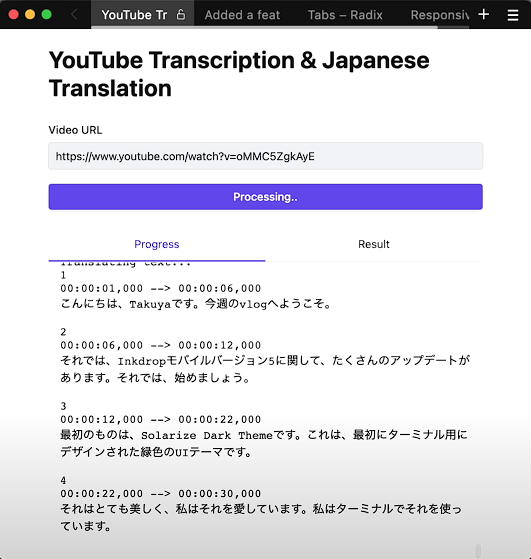 YouTube Tr
Added a feat
Tabs – Radix
Responsiv
YouTube Transcription & Japanese
Translation
Video URL
https://www.youtube.com/watch?v=oMMC5ZgkAyE
Processing..
Progress
Result
Translating text...
1
00:00:01,000 --> 00:00:06,000
こんにちは、Takuyaです。今週のvlogへようこそ。
2
00:00:06,000 --> 00:00:12,000
それでは、Inkdropモバイルバージョン5に関して、たくさんのアップデートが
あります。それでは、始めましょう。
3
00:00:12,000 --> 00:00:22,000
最初のものは、Solarize Dark Themeです。これは、最初にターミナル用に
デザインされた緑色のUIテーマです。
4
00:00:22,000 --> 00:00:30,000
それはとても美しく、私はそれを愛しています。私はターミナルでそれを使っ
ています。